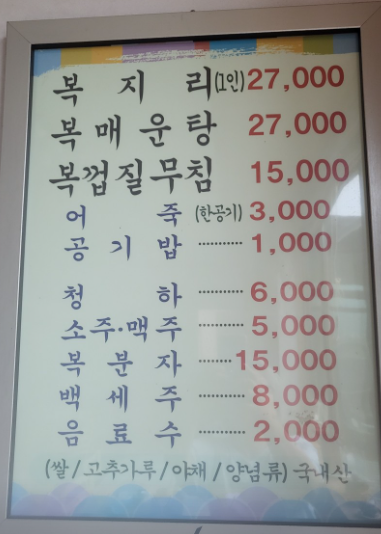 복 지 리(1인) 27,000
복 매 운 탕 27,000
복껍질무침 15,000
어 죽 (한공기) 3,000
공 기 밥 ············ 1,000
청 하 ············ 6,000
소주·맥주 ············ 5,000
복 분 자 ········ 15,000
백 세 주 ············ 8,000
음 료 수 ············ 2,000
(쌀/고추가루/야채/양념류) 국내산